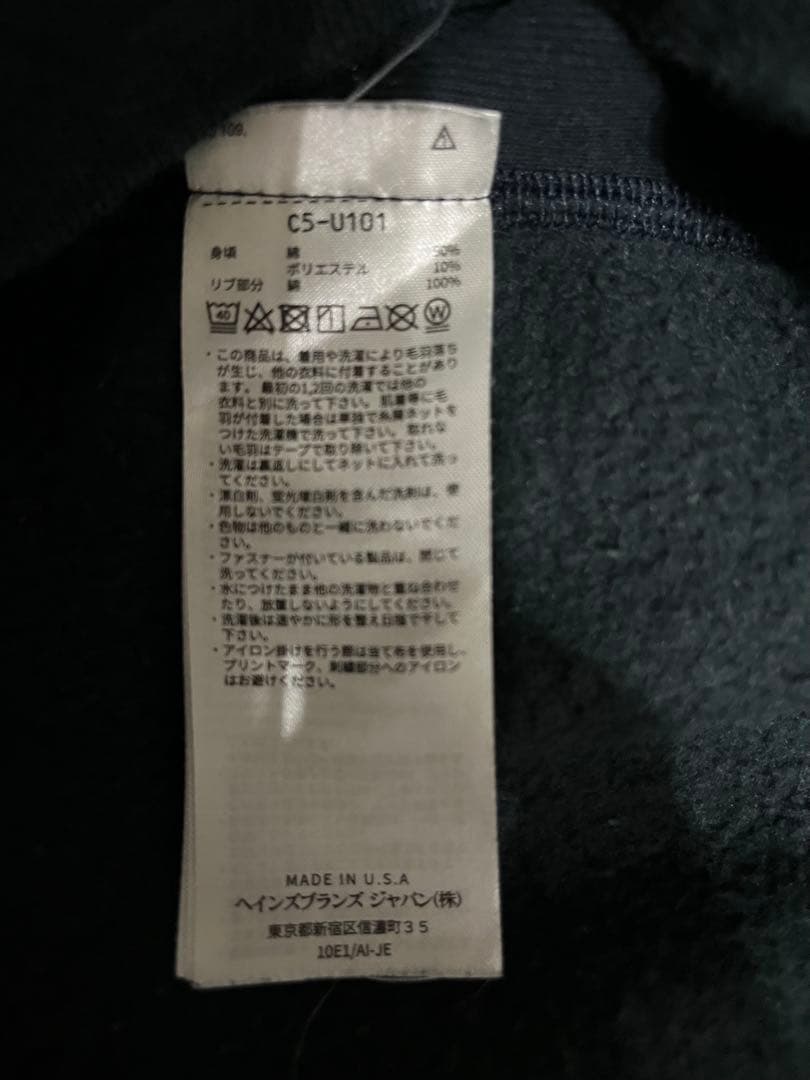 109.
C5-U101
身頃 綿 90%
ポリエステル 10%
リブ部分 綿 100%
40 W
・この商品は、着用や洗濯により毛羽落ち
が生じ、他の衣料に付着することがあり
ます。最初の1,2回の洗濯では他の
衣料と別に洗って下さい。肌着等に毛
羽が付着した場合は単独で糸屑ネットを
つけた洗濯機で洗って下さい。取れな
い毛羽はテープで取り除いて下さい。
・洗濯は裏返しにしてネットに入れて洗っ
てください。
・漂白剤、蛍光増白剤を含んだ洗剤は、使
用しないでください。
・色物は他のものと一緒に洗わないでくだ
さい。
・ファスナーが付いている製品は、閉じて
洗ってください。
・水につけたまま他の洗濯物と重ね合わせ
たり、放置しないようにしてください。
・洗濯後は速やかに形を整え日陰で干して
下さい。
・アイロン掛けを行う際は当て布を使用し、
プリントマーク、刺繍部分へのアイロン
はお避けください。
MADE IN U.S.A
ヘインズブランズ ジャパン(株)
東京都新宿区信濃町35
10E1/AI-JE